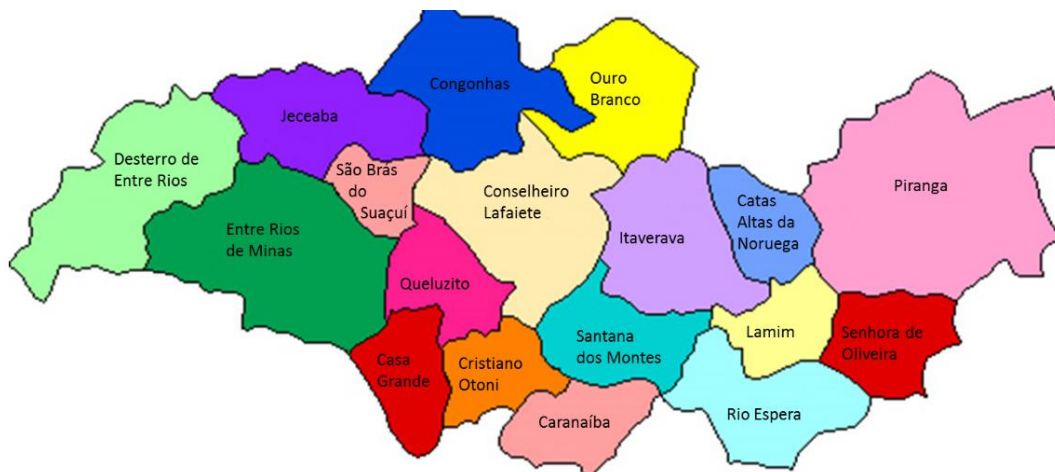 Congonhas
Ouro
Branco
Jeceaba
Desterro de
Entre Rios
São Brás
do
Suaçuí
Conselheiro
Lafaiete
Catas
Altas da
Noruega
Piranga
Entre Rios
de Minas
Itaverava
Queluzito
Santana
dos Montes
Lamim
Senhora de
Oliveira
Casa
Grande
Cristiano
Otoni
Caranaíba
Rio Espera